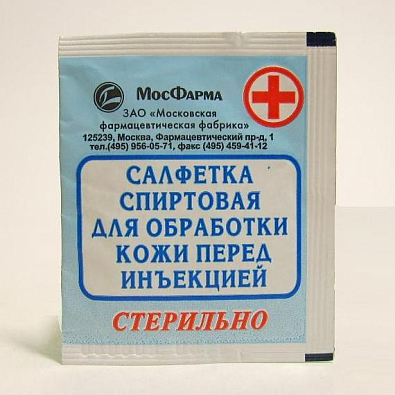 МосФарма
ЗАО «Московская
фармацевтическая фабрика»
125239, Москва, Фармацевтический пр-д, 1
тел.(495) 956-05-71, факс (495) 459-41-12
САЛФЕТКА
СПИРТОВАЯ
ДЛЯ ОБРАБОТКИ
КОЖИ ПЕРЕД
ИНЪЕКЦИЕЙ
СТЕРИЛЬНО